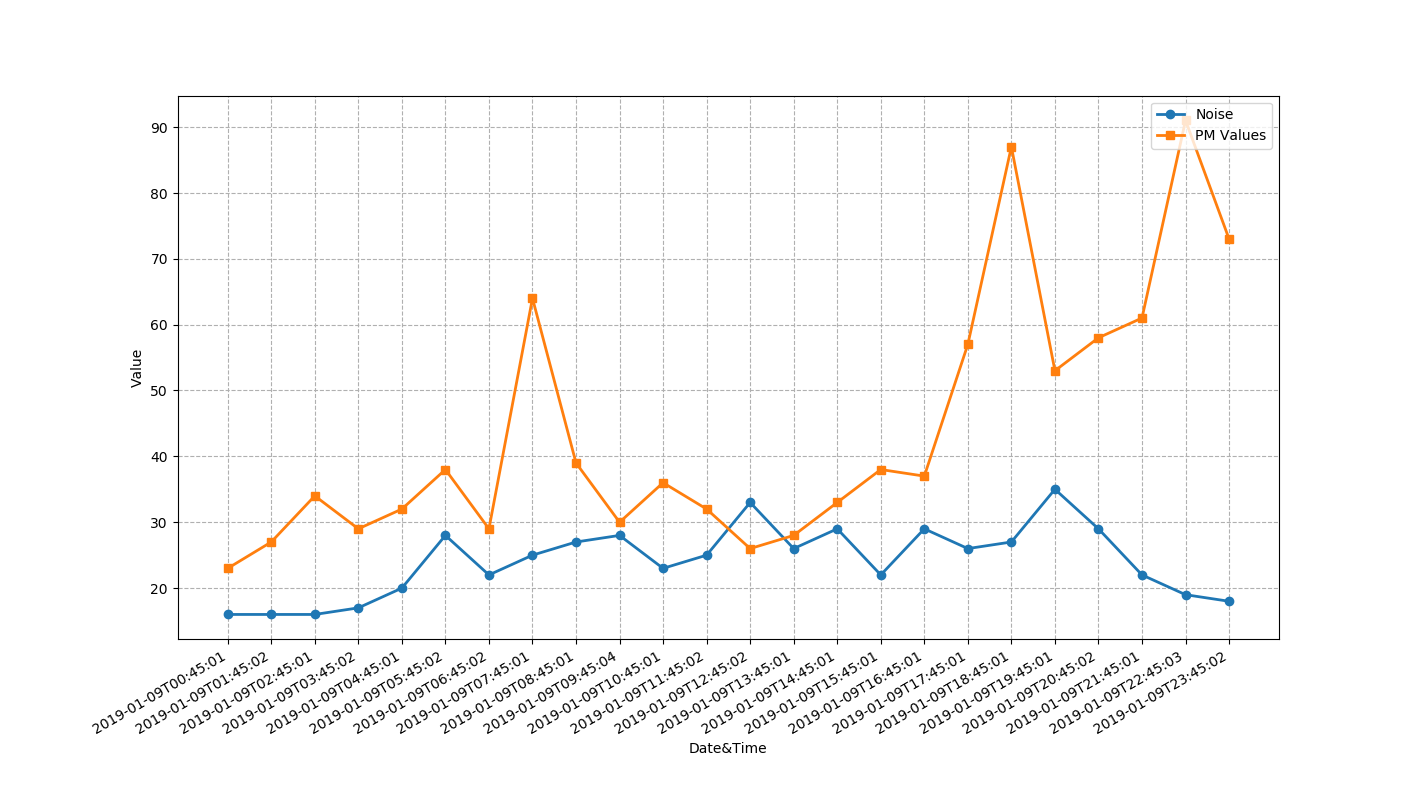 Noise
PM Values
90
80
70
60
50
40
30
20
Value
2019-01-09T00:45:01
2019-01-09T01:45:02
2019-01-09T02:45:01
2019-01-09T03:45:02
2019-01-09T04:45:01
2019-01-09T05:45:02
2019-01-09T06:45:02
2019-01-09T07:45:01
2019-01-09T08:45:01
2019-01-09T09:45:04
2019-01-09T10:45:01
2019-01-09T11:45:02
2019-01-09T12:45:02
2019-01-09T13:45:01
2019-01-09T14:45:01
2019-01-09T15:45:01
2019-01-09T16:45:01
2019-01-09T17:45:01
2019-01-09T18:45:01
2019-01-09T19:45:01
2019-01-09T20:45:02
2019-01-09T21:45:01
2019-01-09T22:45:03
2019-01-09T23:45:02
Date&Time